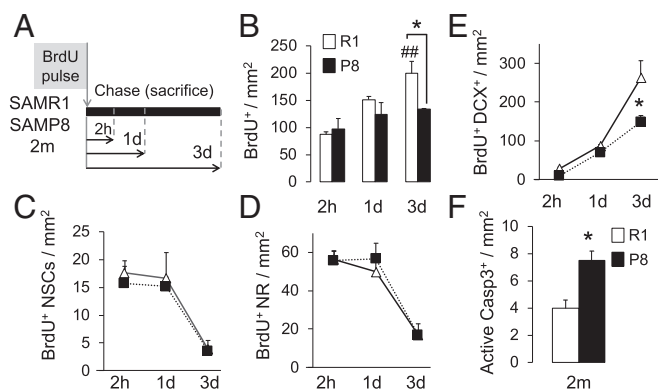 A
BrdU
pulse
Chase (sacrifice)
SAMR1
SAMP8
2m
2h
1d
3d
B
BrdU⁺ / mm²
250
200
150
100
50
0
R1
P8
*
##
2h 1d 3d
E
BrdU⁺ DCX⁺ / mm²
300
200
100
0
*
2h 1d 3d
C
BrdU⁺ NSCs / mm²
25
20
15
10
5
0
2h 1d 3d
D
BrdU⁺ NR / mm²
60
40
20
0
2h 1d 3d
F
Active Casp3⁺ / mm²
8
6
4
2
0
*
R1
P8
2m